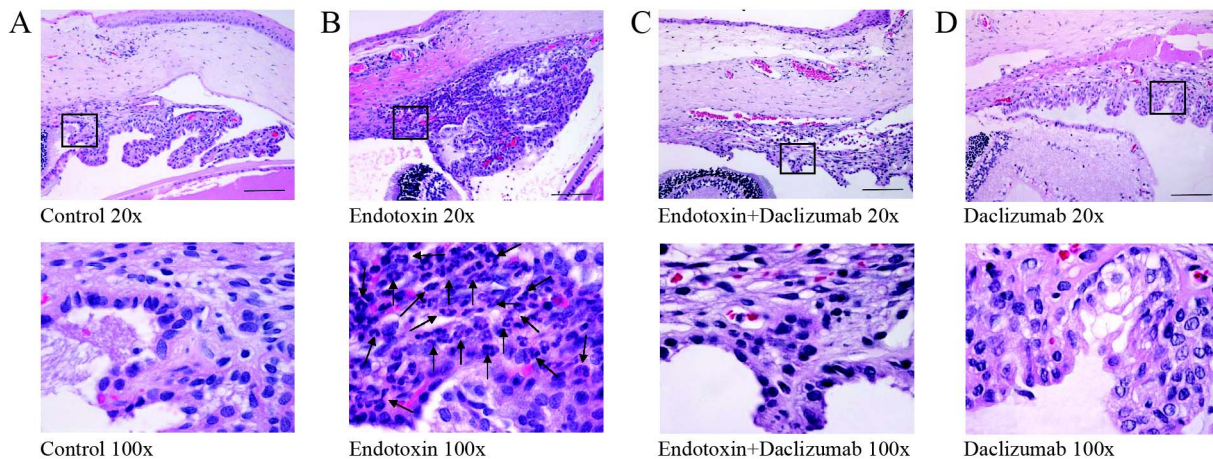 A
B
C
D
Control 20x
Endotoxin 20x
Endotoxin+Daclizumab 20x
Daclizumab 20x
Control 100x
Endotoxin 100x
Endotoxin+Daclizumab 100x
Daclizumab 100x